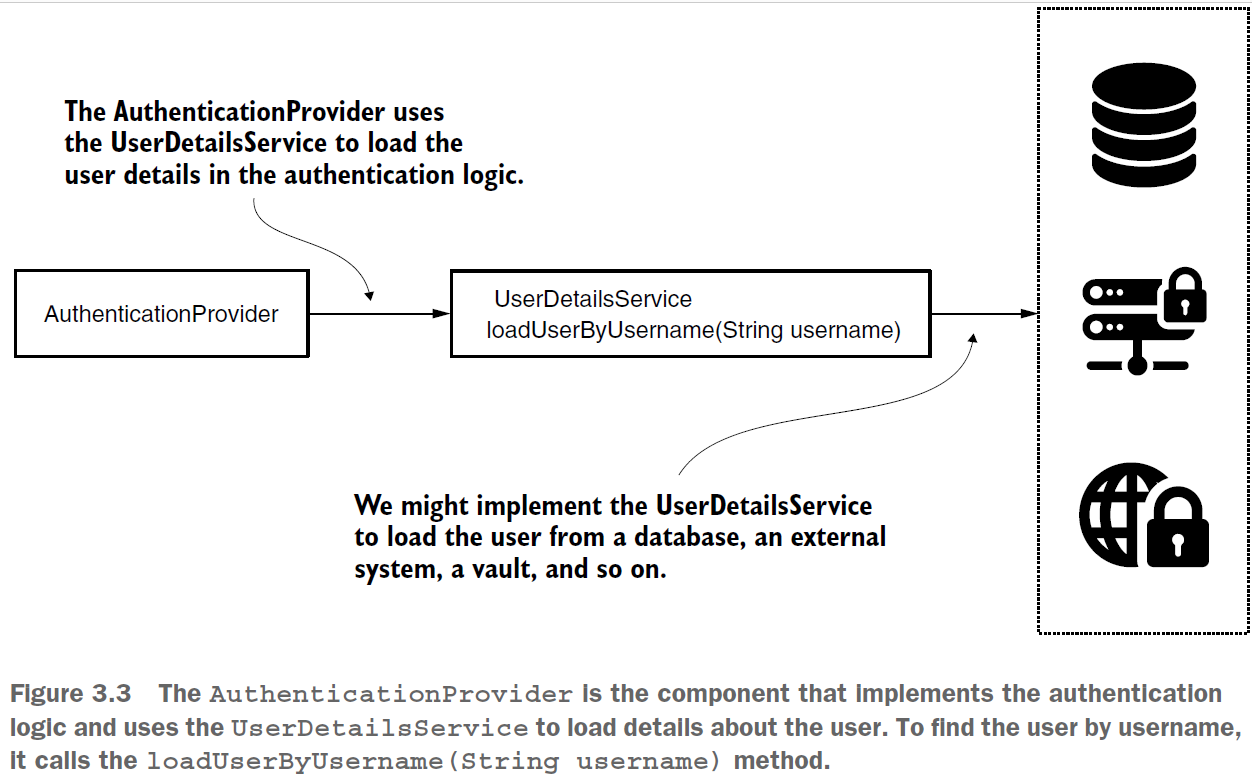 The AuthenticationProvider uses
the UserDetailsService to load the
user details in the authentication logic.
AuthenticationProvider
UserDetailsService
loadUserByUsername(String username)
We might implement the UserDetailsService
to load the user from a database, an external
system, a vault, and so on.
Figure 3.3 The AuthenticationProvider is the component that implements the authentication
logic and uses the UserDetailsService to load details about the user. To find the user by username,
it calls the loadUserByUsername(String username) method.